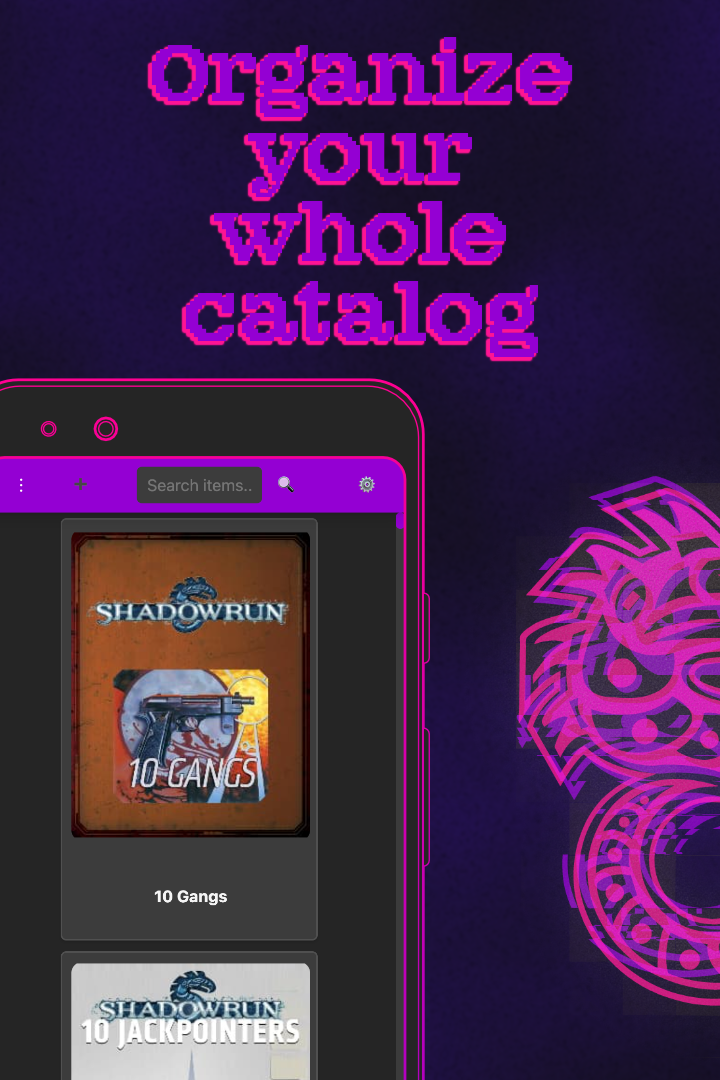 Organize
your
whole
catalog
Search items..
SHADOWRUN
10 GANGS
10 Gangs
SHADOWRUN
10 JACKPOINTERS